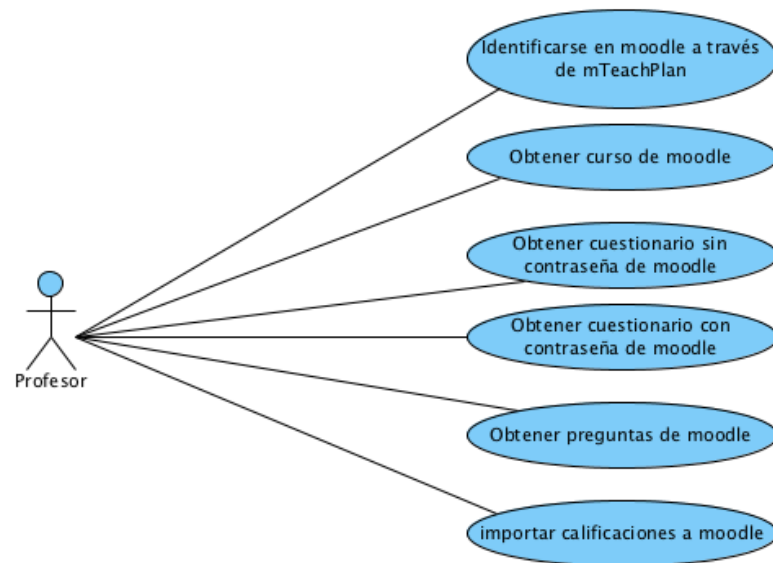 Identificarse en moodle a través
de mTeachPlan
Obtener curso de moodle
Obtener cuestionario sin
contraseña de moodle
Obtener cuestionario con
contraseña de moodle
Profesor
Obtener preguntas de moodle
importar calificaciones a moodle